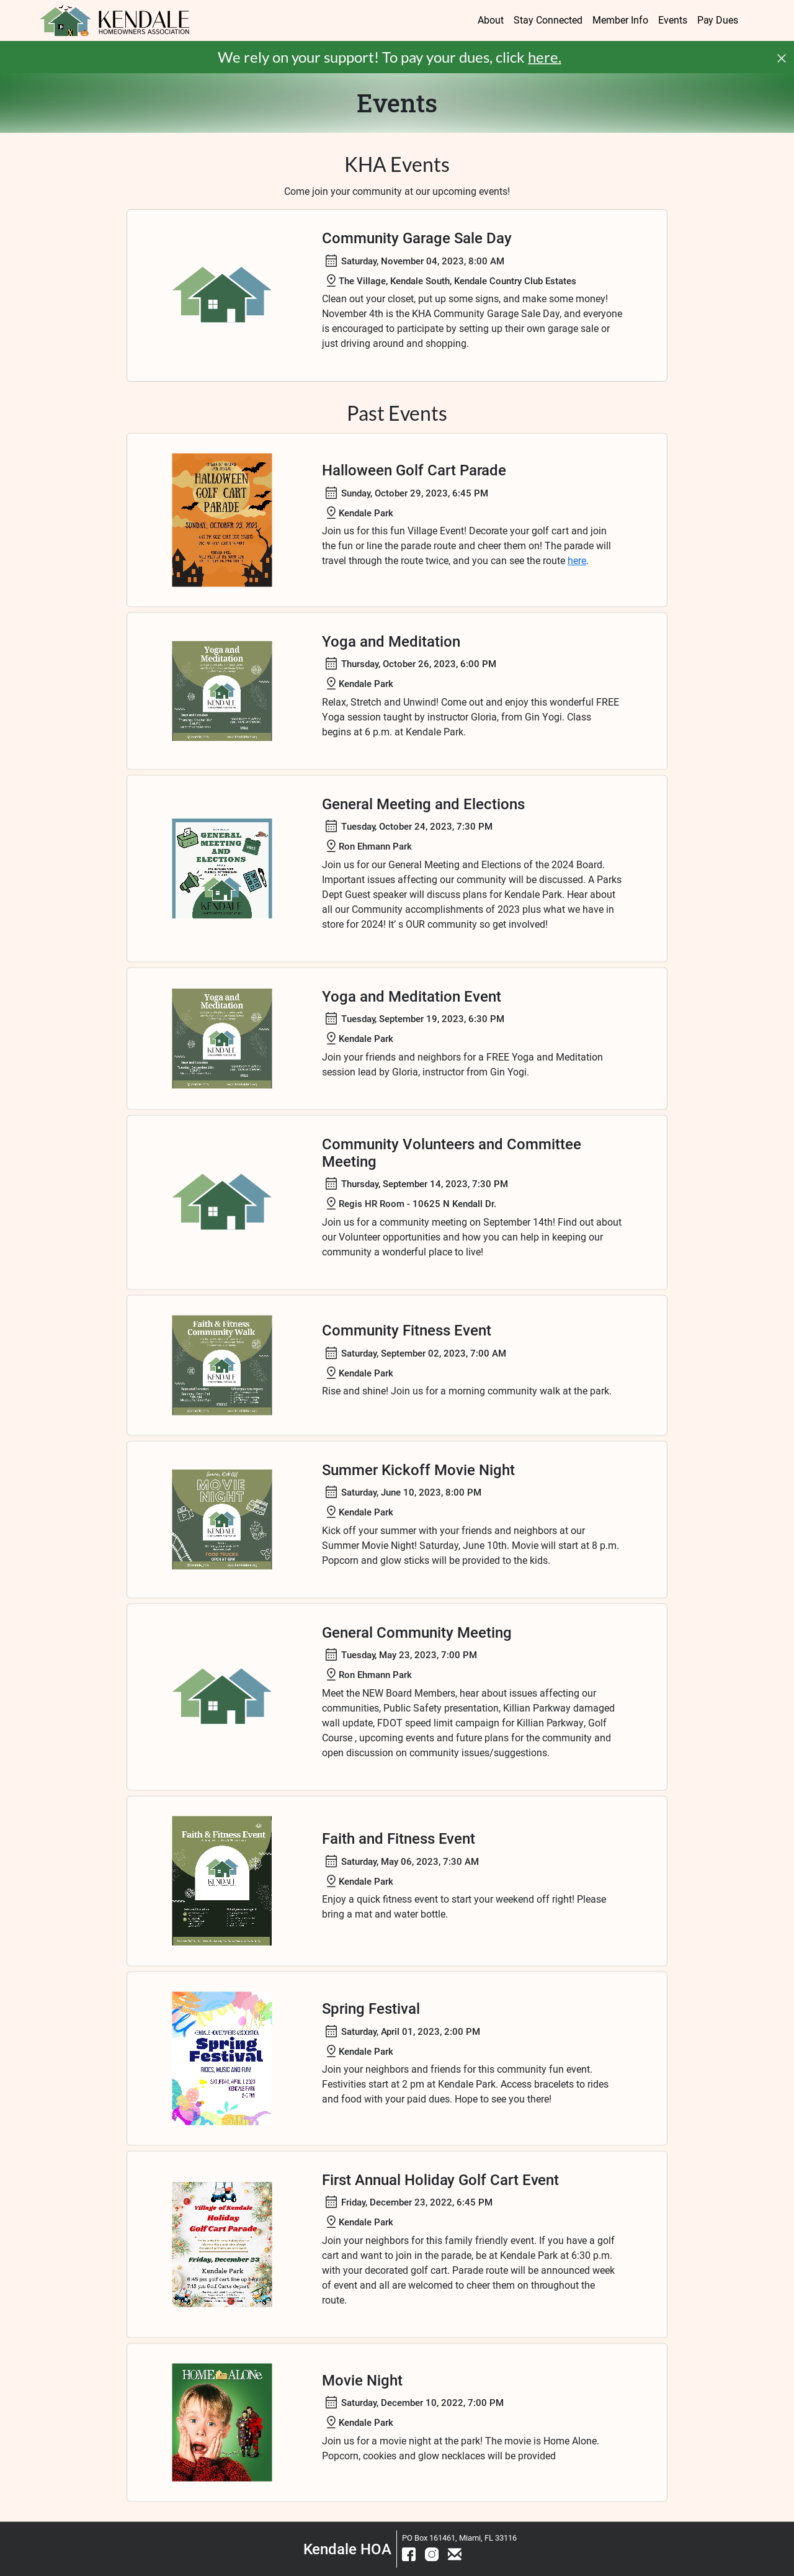 KENDALE
HOMEOWNERS ASSOCIATION
About Stay Connected Member Info Events Pay Dues
We rely on your support! To pay your dues, click here.
Events
KHA Events
Come join your community at our upcoming events!
Community Garage Sale Day
Saturday, November 04, 2023, 8:00 AM
The Village, Kendale South, Kendale Country Club Estates
Clean out your closet, put up some signs, and make some money!
November 4th is the KHA Community Garage Sale Day, and everyone
is encouraged to participate by setting up their own garage sale or
just driving around and shopping.
Past Events
HALLOWEEN
GOLF CART
PARADE
SUNDAY, OCTOBER 29, 2023
Halloween Golf Cart Parade
Sunday, October 29, 2023, 6:45 PM
Kendale Park
Join us for this fun Village Event! Decorate your golf cart and join
the fun or line the parade route and cheer them on! The parade will
travel through the route twice, and you can see the route here.
Yoga and
Meditation
KENDALE
Yoga and Meditation
Thursday, October 26, 2023, 6:00 PM
Kendale Park
Relax, Stretch and Unwind! Come out and enjoy this wonderful FREE
Yoga session taught by instructor Gloria, from Gin Yogi. Class
begins at 6 p.m. at Kendale Park.
GENERAL
MEETING
AND
ELECTIONS
KENDALE
General Meeting and Elections
Tuesday, October 24, 2023, 7:30 PM
Ron Ehmann Park
Join us for our General Meeting and Elections of the 2024 Board.
Important issues affecting our community will be discussed. A Parks
Dept Guest speaker will discuss plans for Kendale Park. Hear about
all our Community accomplishments of 2023 plus what we have in
store for 2024! It' s OUR community so get involved!
Yoga and
Meditation
KENDALE
Yoga and Meditation Event
Tuesday, September 19, 2023, 6:30 PM
Kendale Park
Join your friends and neighbors for a FREE Yoga and Meditation
session lead by Gloria, instructor from Gin Yogi.
Community Volunteers and Committee
Meeting
Thursday, September 14, 2023, 7:30 PM
Regis HR Room - 10625 N Kendall Dr.
Join us for a community meeting on September 14th! Find out about
our Volunteer opportunities and how you can help in keeping our
community a wonderful place to live!
Faith & Fitness
Community Walk
KENDALE
Community Fitness Event
Saturday, September 02, 2023, 7:00 AM
Kendale Park
Rise and shine! Join us for a morning community walk at the park.
MOVIE
NIGHT
KENDALE
FOOD TRUCKS
Summer Kickoff Movie Night
Saturday, June 10, 2023, 8:00 PM
Kendale Park
Kick off your summer with your friends and neighbors at our
Summer Movie Night! Saturday, June 10th. Movie will start at 8 p.m.
Popcorn and glow sticks will be provided to the kids.
General Community Meeting
Tuesday, May 23, 2023, 7:00 PM
Ron Ehmann Park
Meet the NEW Board Members, hear about issues affecting our
communities, Public Safety presentation, Killian Parkway damaged
wall update, FDOT speed limit campaign for Killian Parkway, Golf
Course , upcoming events and future plans for the community and
open discussion on community issues/suggestions.
Faith & Fitness Event
KENDALE
Faith and Fitness Event
Saturday, May 06, 2023, 7:30 AM
Kendale Park
Enjoy a quick fitness event to start your weekend off right! Please
bring a mat and water bottle.
KENDALE HOMEOWNERS ASSOCIATION
Spring
Festival
RIDES, MUSIC AND FUN!
SATURDAY, APRIL 1, 2023
KENDALE PARK
Spring Festival
Saturday, April 01, 2023, 2:00 PM
Kendale Park
Join your neighbors and friends for this community fun event.
Festivities start at 2 pm at Kendale Park. Access bracelets to rides
and food with your paid dues. Hope to see you there!
Village of Kendale
Holiday
Golf Cart Parade
Friday, December 23
Kendale Park
First Annual Holiday Golf Cart Event
Friday, December 23, 2022, 6:45 PM
Kendale Park
Join your neighbors for this family friendly event. If you have a golf
cart and want to join in the parade, be at Kendale Park at 6:30 p.m.
with your decorated golf cart. Parade route will be announced week
of event and all are welcomed to cheer them on throughout the
route.
HOME ALONE
Movie Night
Saturday, December 10, 2022, 7:00 PM
Kendale Park
Join us for a movie night at the park! The movie is Home Alone.
Popcorn, cookies and glow necklaces will be provided
Kendale HOA
PO Box 161461, Miami, FL 33116